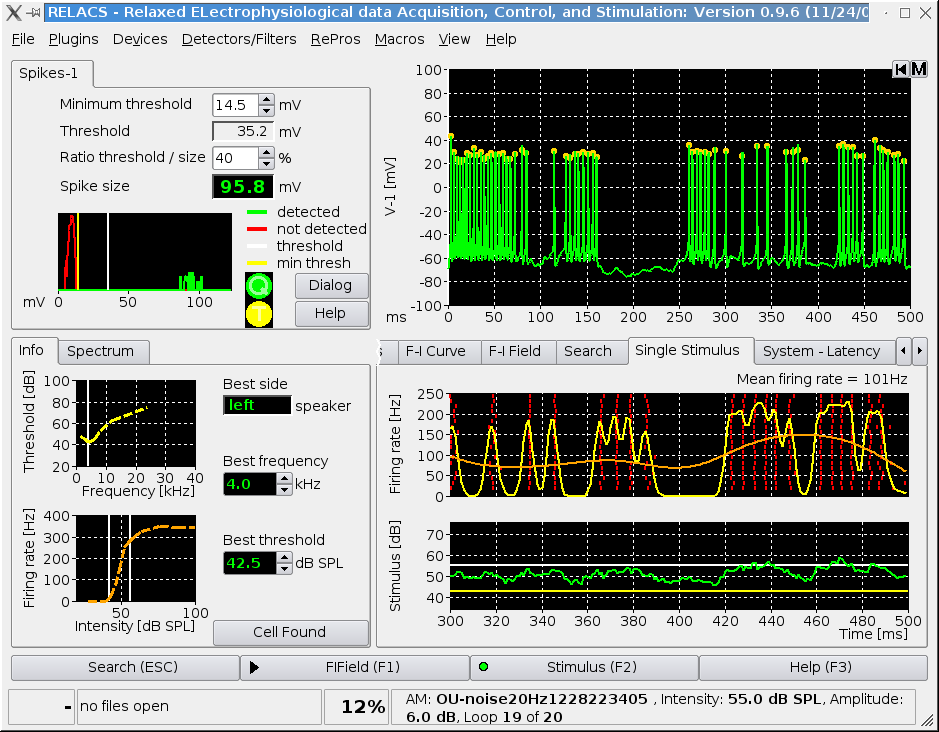 RELACS - Relaxed ELectrophysiological data Acquisition, Control, and Stimulation: Version 0.9.6 (11/24/0
File Plugins Devices Detectors/Filters RePros Macros View Help
Spikes-1
Minimum threshold 14.5 mV
Threshold 35.2 mV
Ratio threshold / size 40 %
Spike size 95.8 mV
detected
not detected
threshold
min thresh
mV 0 50 100
Q
T
Dialog
Help
M
V-1 [mV]
100
80
60
40
20
0
-20
-40
-60
-80
-100
ms 0 50 100 150 200 250 300 350 400 450 500
Info Spectrum
Threshold [dB]
100
80
60
40
20
0 10 20 30 40
Frequency [kHz]
Best side
left speaker
Best frequency
4.0 kHz
Firing rate [Hz]
400
300
200
100
0
50 100
Intensity [dB SPL]
Best threshold
42.5 dB SPL
Cell Found
s F-I Curve F-I Field Search Single Stimulus System - Latency
Mean firing rate = 101Hz
Firing rate [Hz]
250
200
150
100
50
0
Stimulus [dB]
70
60
50
40
300 320 340 360 380 400 420 440 460 480 500
Time [ms]
Search (ESC) FIField (F1) Stimulus (F2) Help (F3)
- no files open 12% AM: OU-noise20Hz1228223405 , Intensity: 55.0 dB SPL, Amplitude:
6.0 dB, Loop 19 of 20